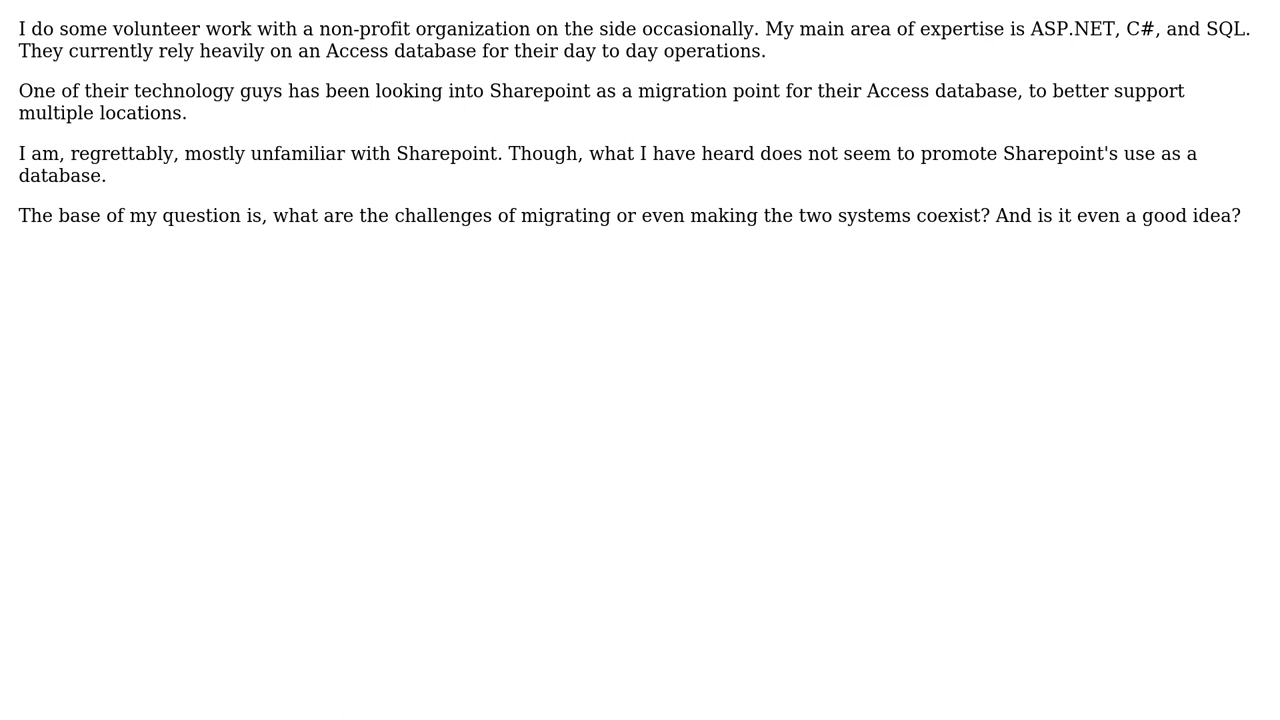 I do some volunteer work with a non-profit organization on the side occasionally. My main area of expertise is ASP.NET, C#, and SQL.
They currently rely heavily on an Access database for their day to day operations.
One of their technology guys has been looking into Sharepoint as a migration point for their Access database, to better support
multiple locations.
I am, regrettably, mostly unfamiliar with Sharepoint. Though, what I have heard does not seem to promote Sharepoint's use as a
database.
The base of my question is, what are the challenges of migrating or even making the two systems coexist? And is it even a good idea?